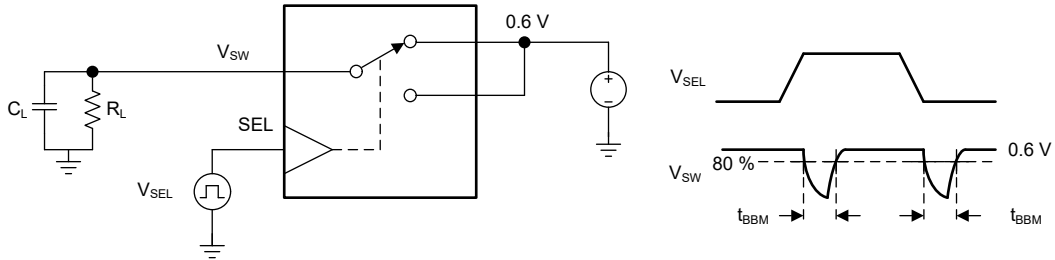 0.6 V
V_SW
C_L
R_L
SEL
V_SEL
+
−
V_SEL
0.6 V
80 %
V_SW
t_BBM
t_BBM